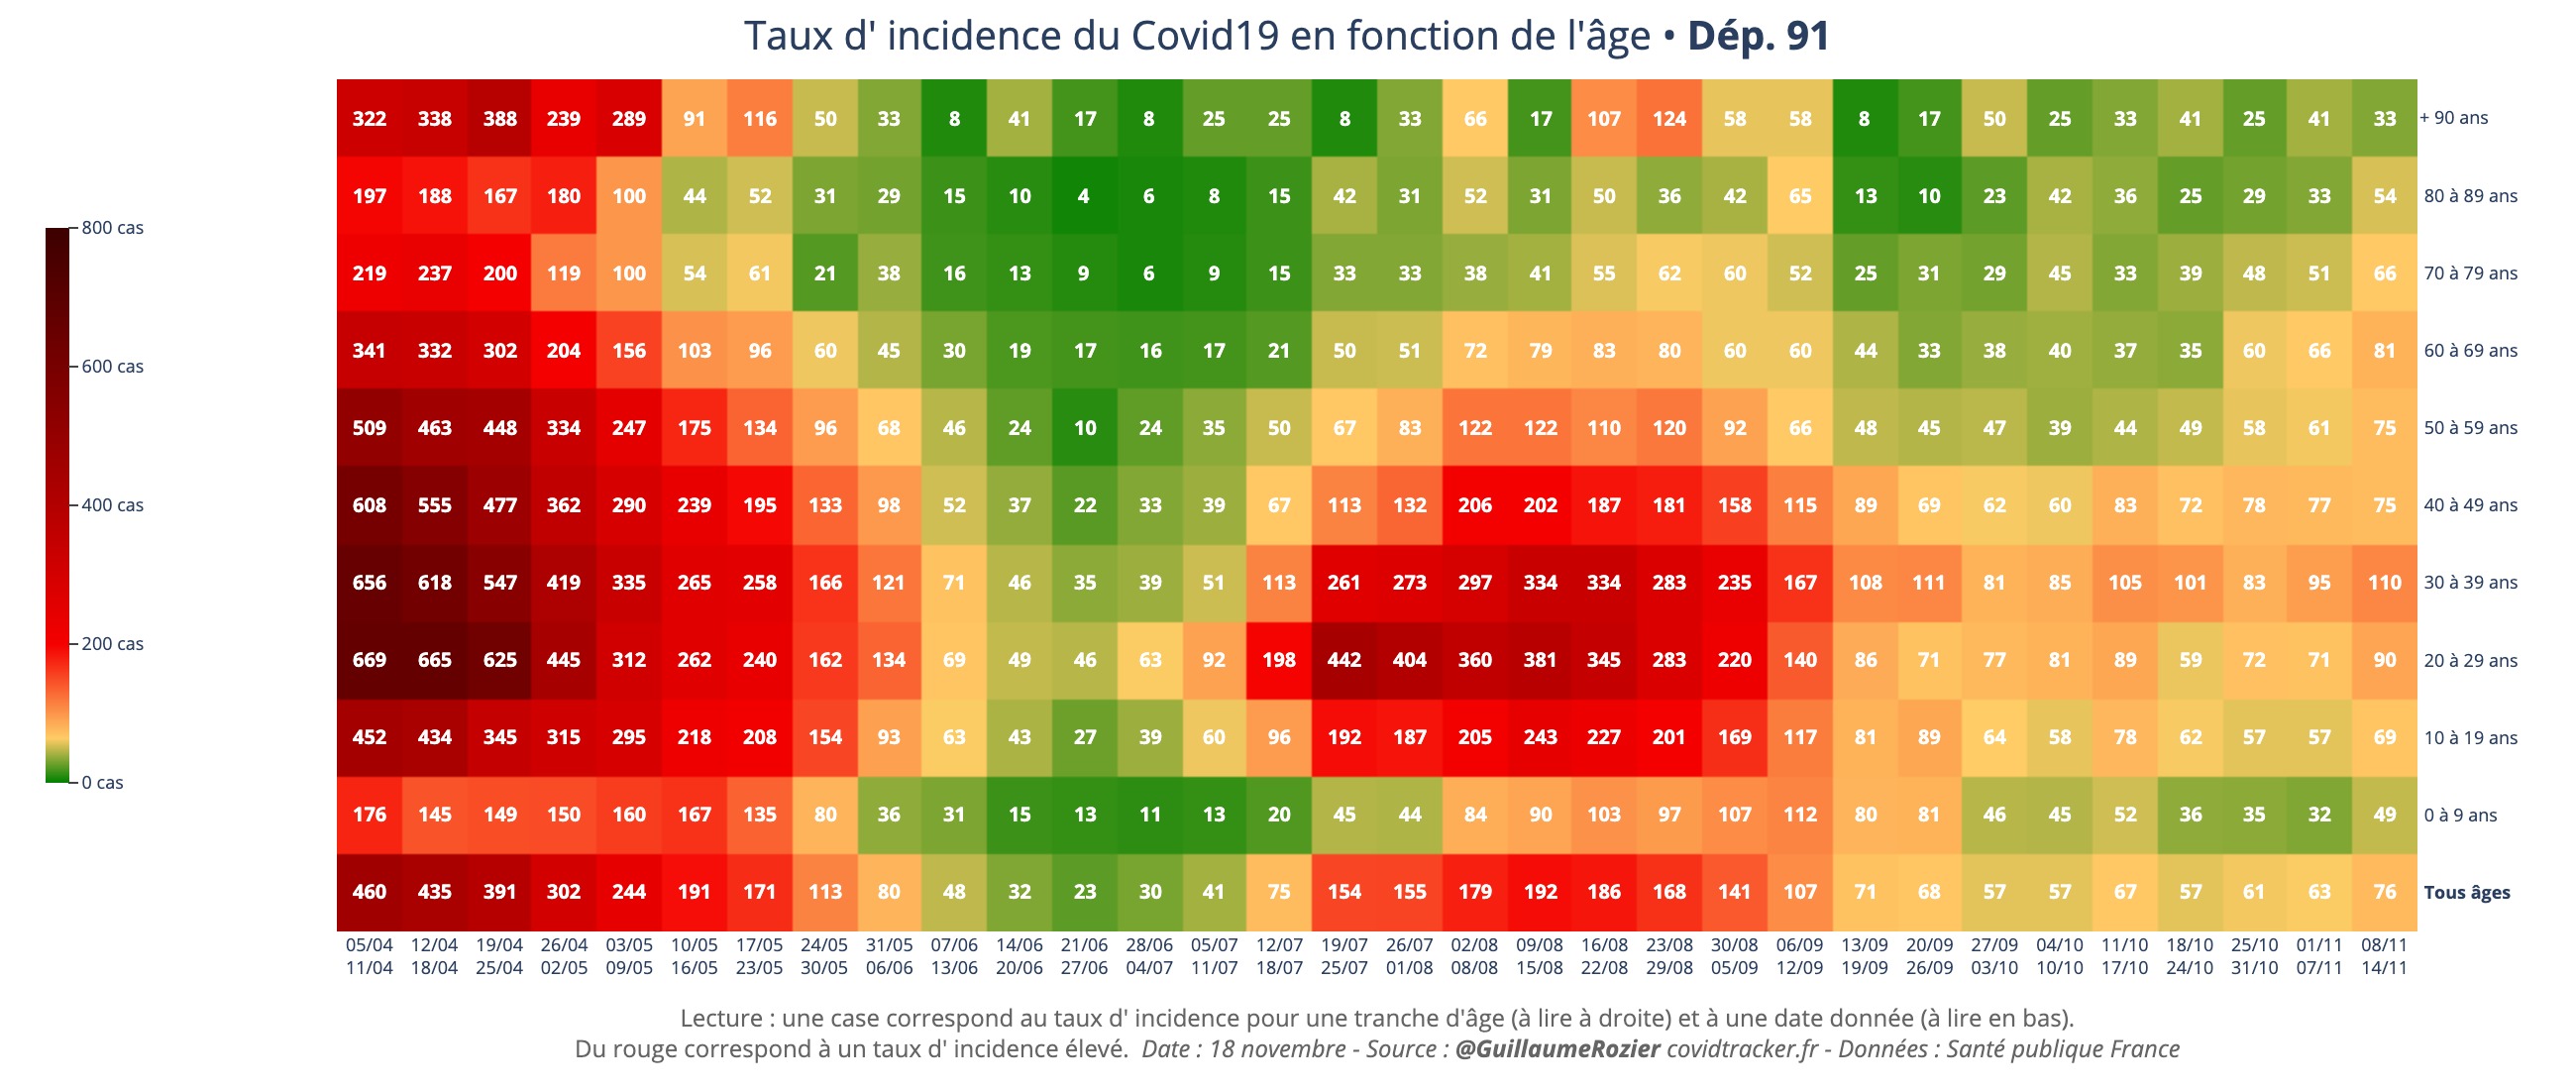 Taux d' incidence du Covid19 en fonction de l'âge • Dép. 91
800 cas
600 cas
400 cas
200 cas
0 cas
322 338 388 239 289 91 116 50 33 8 41 17 8 25 25 8 33 66 17 107 124 58 58 8 17 50 25 33 41 25 41 33 + 90 ans
197 188 167 180 100 44 52 31 29 15 10 4 6 8 15 42 31 52 31 50 36 42 65 13 10 23 42 36 25 29 33 54 80 à 89 ans
219 237 200 119 100 54 61 21 38 16 13 9 6 9 15 33 33 38 41 55 62 60 52 25 31 29 45 33 39 48 51 66 70 à 79 ans
341 332 302 204 156 103 96 60 45 30 19 17 16 17 21 50 51 72 79 83 80 60 60 44 33 38 40 37 35 60 66 81 60 à 69 ans
509 463 448 334 247 175 134 96 68 46 24 10 24 35 50 67 83 122 122 110 120 92 66 48 45 47 39 44 49 58 61 75 50 à 59 ans
608 555 477 362 290 239 195 133 98 52 37 22 33 39 67 113 132 206 202 187 181 158 115 89 69 62 60 83 72 78 77 75 40 à 49 ans
656 618 547 419 335 265 258 166 121 71 46 35 39 51 113 261 273 297 334 334 283 235 167 108 111 81 85 105 101 83 95 110 30 à 39 ans
669 665 625 445 312 262 240 162 134 69 49 46 63 92 198 442 404 360 381 345 283 220 140 86 71 77 81 89 59 72 71 90 20 à 29 ans
452 434 345 315 295 218 208 154 93 63 43 27 39 60 96 192 187 205 243 227 201 169 117 81 89 64 58 78 62 57 57 69 10 à 19 ans
176 145 149 150 160 167 135 80 36 31 15 13 11 13 20 45 44 84 90 103 97 107 112 80 81 46 45 52 36 35 32 49 0 à 9 ans
460 435 391 302 244 191 171 113 80 48 32 23 30 41 75 154 155 179 192 186 168 141 107 71 68 57 57 67 57 61 63 76 Tous âges
05/04 12/04 19/04 26/04 03/05 10/05 17/05 24/05 31/05 07/06 14/06 21/06 28/06 05/07 12/07 19/07 26/07 02/08 09/08 16/08 23/08 30/08 06/09 13/09 20/09 27/09 04/10 11/10 18/10 25/10 01/11 08/11
11/04 18/04 25/04 02/05 09/05 16/05 23/05 30/05 06/06 13/06 20/06 27/06 04/07 11/07 18/07 25/07 01/08 08/08 15/08 22/08 29/08 05/09 12/09 19/09 26/09 03/10 10/10 17/10 24/10 31/10 07/11 14/11
Lecture : une case correspond au taux d' incidence pour une tranche d'âge (à lire à droite) et à une date donnée (à lire en bas).
Du rouge correspond à un taux d' incidence élevé. Date : 18 novembre - Source : @GuillaumeRozier covidtracker.fr - Données : Santé publique France